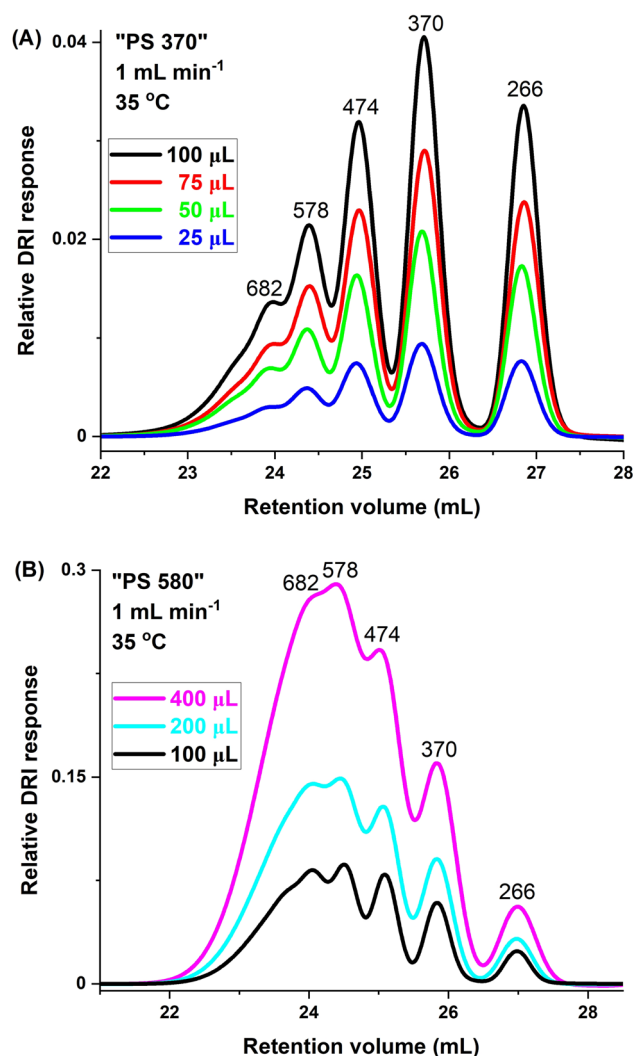 (A)
"PS 370"
1 mL min⁻¹
35 °C
100 µL
75 µL
50 µL
25 µL
682
578
474
370
266
0.04
0.02
0
Relative DRI response
22 23 24 25 26 27 28
Retention volume (mL)
(B)
"PS 580"
1 mL min⁻¹
35 °C
400 µL
200 µL
100 µL
682
578
474
370
266
0.3
0.15
0
Relative DRI response
22 24 26 28
Retention volume (mL)